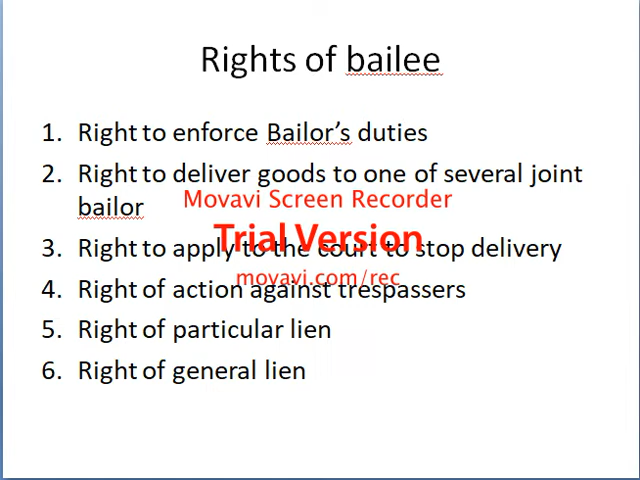 Rights of bailee
1. Right to enforce Bailor's duties
2. Right to deliver goods to one of several joint
bailor
Movavi Screen Recorder
Trial Version
3. Right to apply to the court to stop delivery
movavi.com/rec
4. Right of action against trespassers
5. Right of particular lien
6. Right of general lien